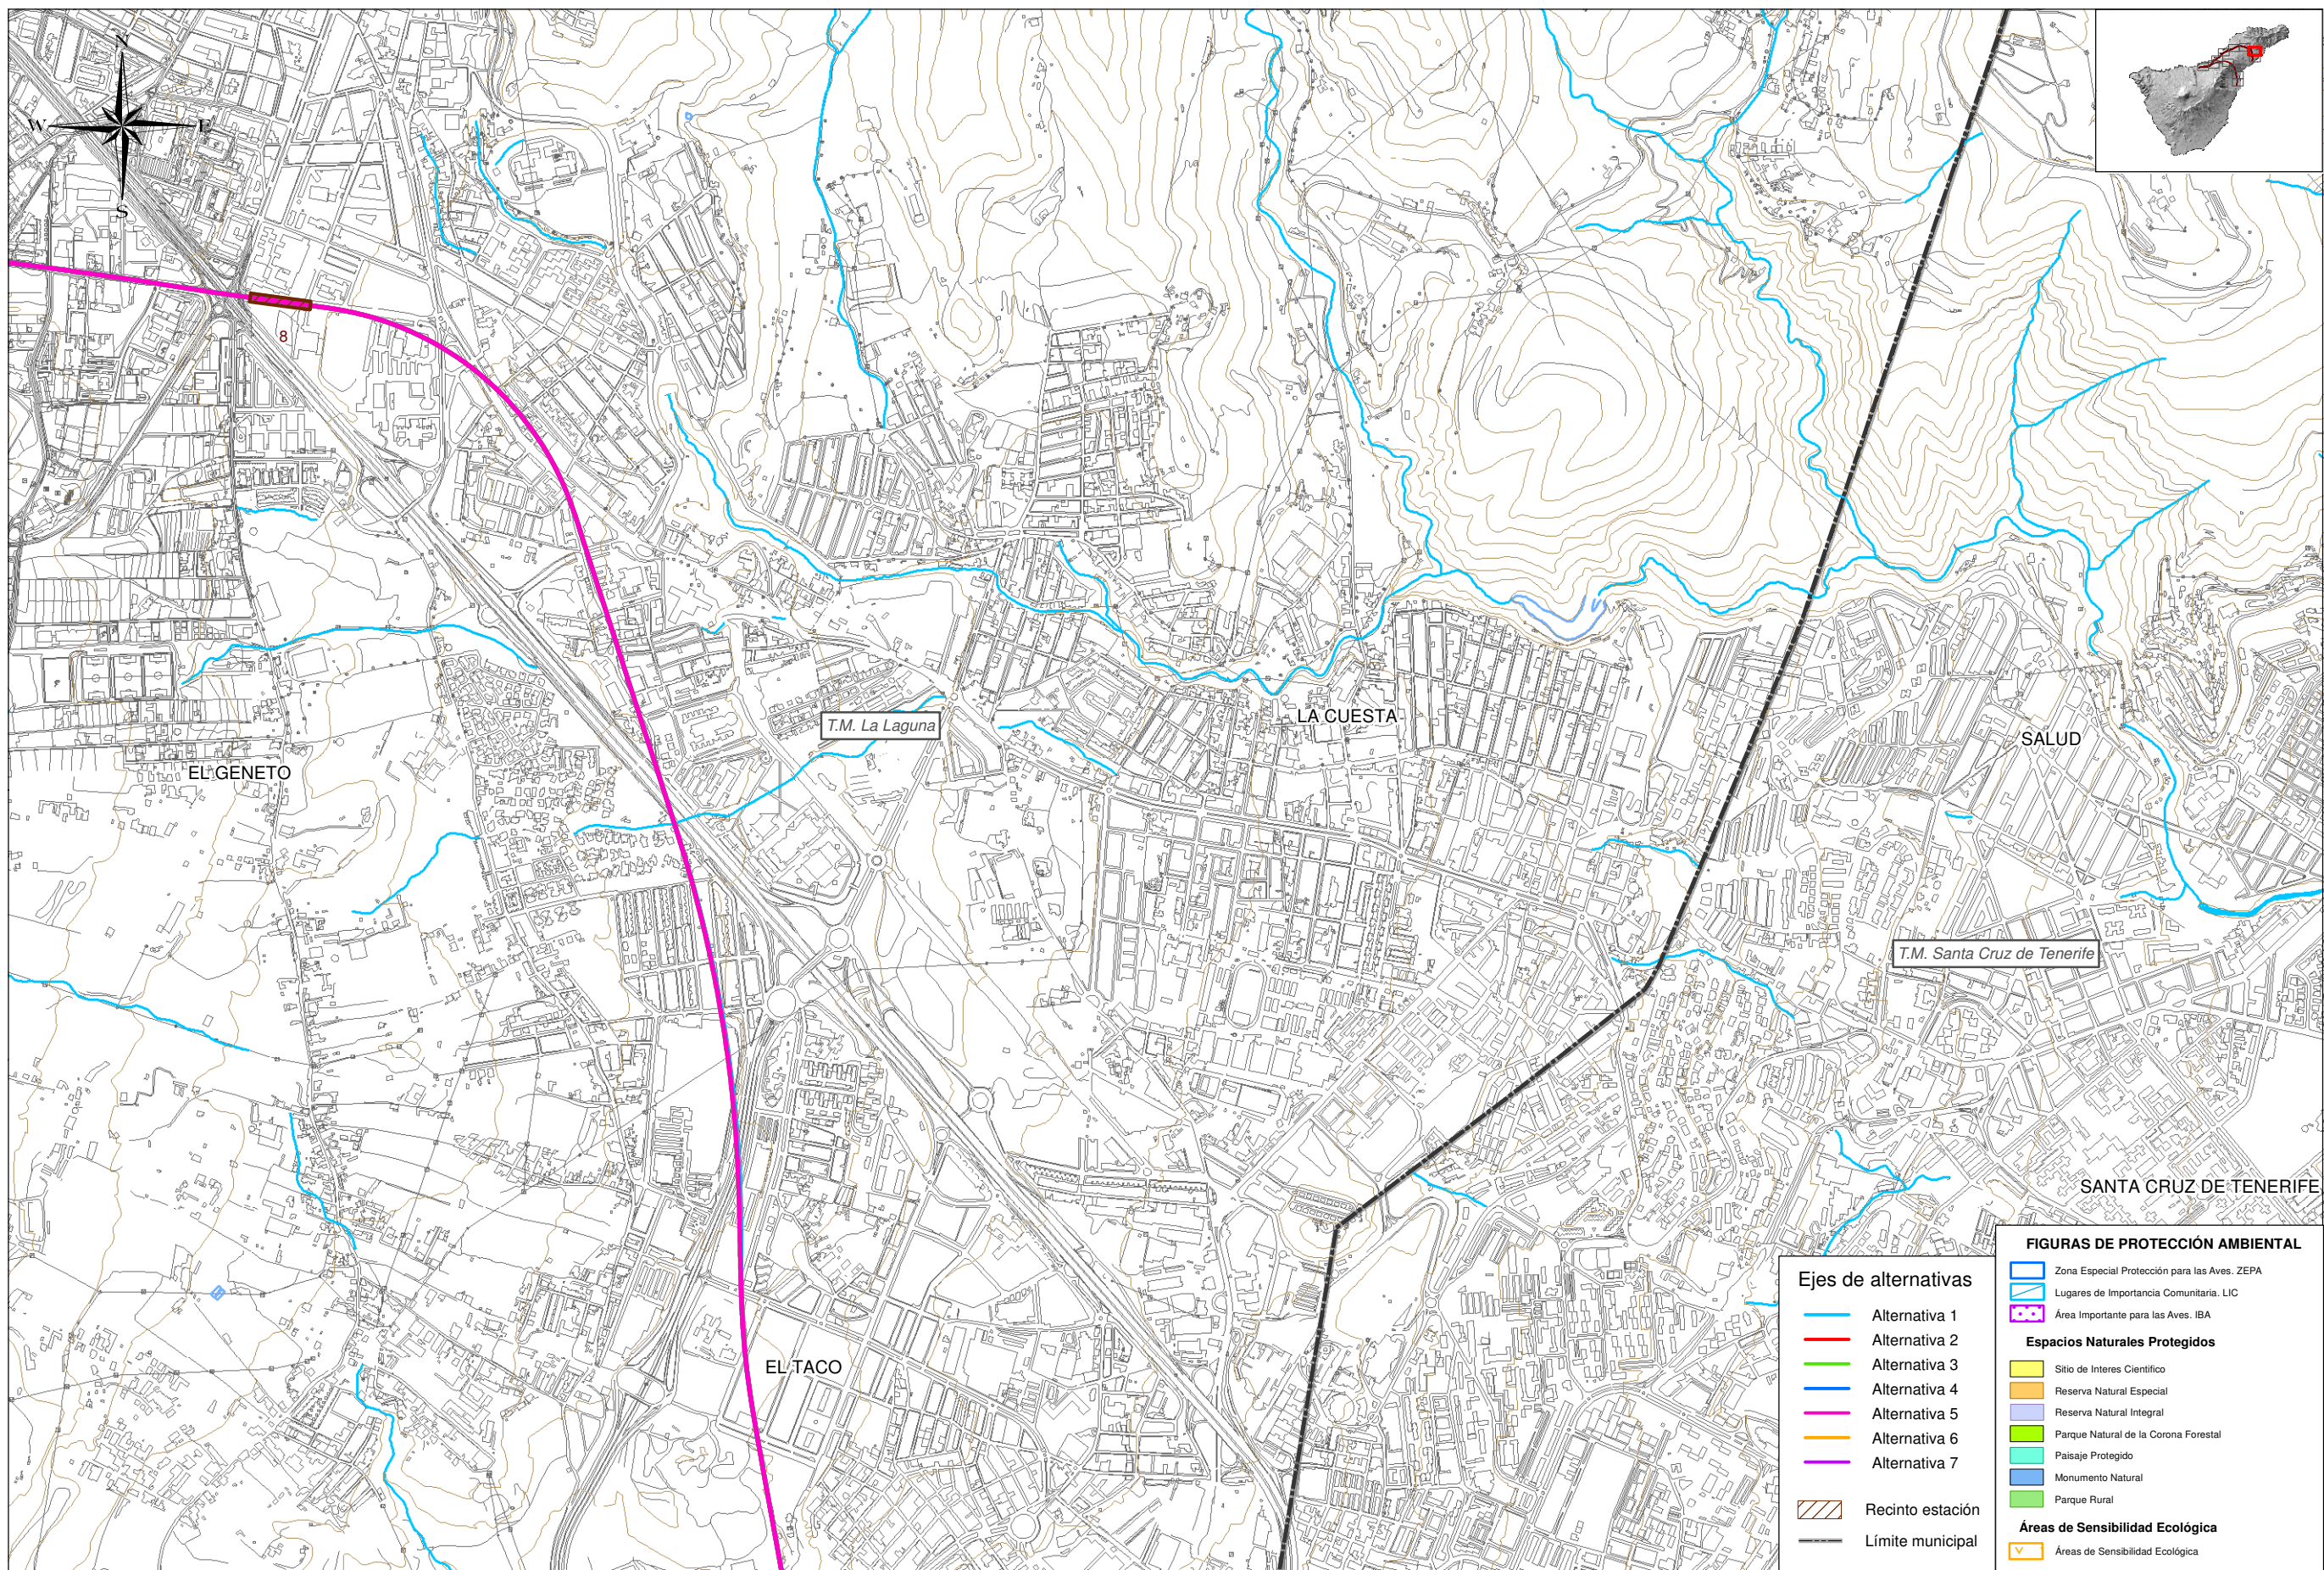 N
W
E
S
8
T.M. La Laguna
LA CUESTA
SALUD
EL GENETO
T.M. Santa Cruz de Tenerife
SANTA CRUZ DE TENERIFE
EL TACO
Ejes de alternativas
Alternativa 1
Alternativa 2
Alternativa 3
Alternativa 4
Alternativa 5
Alternativa 6
Alternativa 7
Recinto estación
Límite municipal
FIGURAS DE PROTECCIÓN AMBIENTAL
Zona Especial Protección para las Aves. ZEPA
Lugares de Importancia Comunitaria. LIC
Área Importante para las Aves. IBA
Espacios Naturales Protegidos
Sitio de Interes Científico
Reserva Natural Especial
Reserva Natural Integral
Parque Natural de la Corona Forestal
Paisaje Protegido
Monumento Natural
Parque Rural
Áreas de Sensibilidad Ecológica
Áreas de Sensibilidad Ecológica